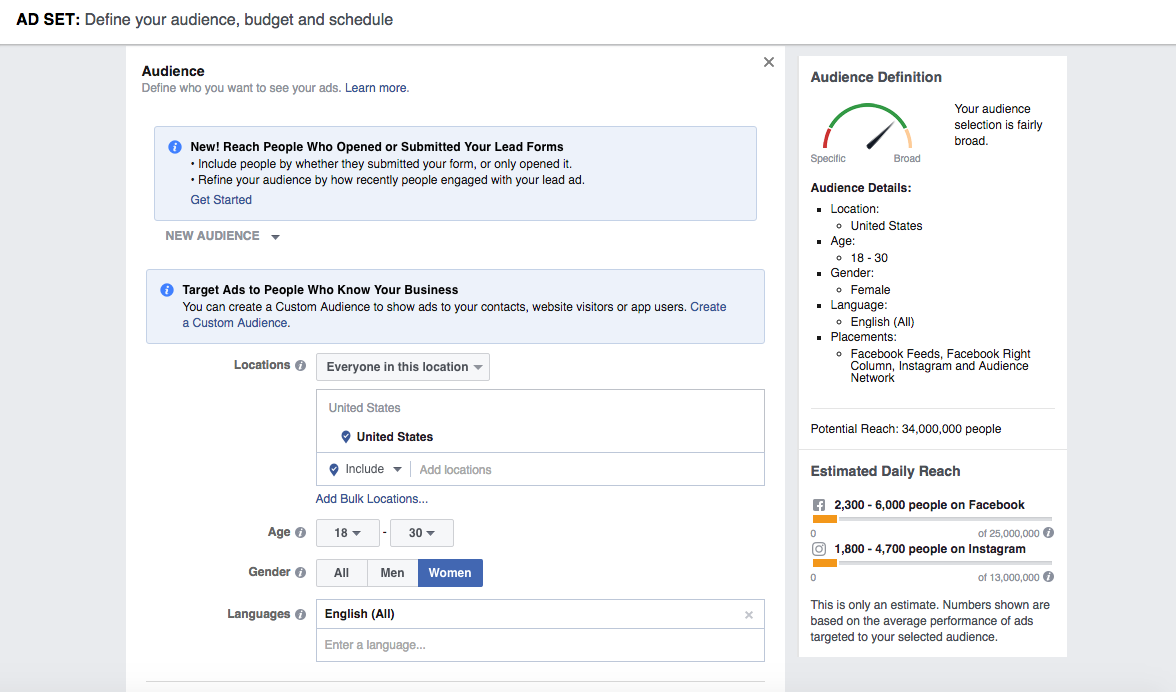 AD SET: Define your audience, budget and schedule
Audience
Define who you want to see your ads. Learn more.
New! Reach People Who Opened or Submitted Your Lead Forms
• Include people by whether they submitted your form, or only opened it.
• Refine your audience by how recently people engaged with your lead ad.
Get Started
NEW AUDIENCE
Target Ads to People Who Know Your Business
You can create a Custom Audience to show ads to your contacts, website visitors or app users. Create
a Custom Audience.
Locations
Everyone in this location
United States
United States
Include
Add locations
Add Bulk Locations...
Age
18 - 30
Gender
All Men Women
Languages
English (All)
Enter a language...
Audience Definition
Your audience
selection is fairly
broad.
Specific Broad
Audience Details:
Location:
United States
Age:
18 - 30
Gender:
Female
Language:
English (All)
Placements:
Facebook Feeds, Facebook Right
Column, Instagram and Audience
Network
Potential Reach: 34,000,000 people
Estimated Daily Reach
2,300 - 6,000 people on Facebook
0 of 25,000,000
1,800 - 4,700 people on Instagram
0 of 13,000,000
This is only an estimate. Numbers shown are
based on the average performance of ads
targeted to your selected audience.